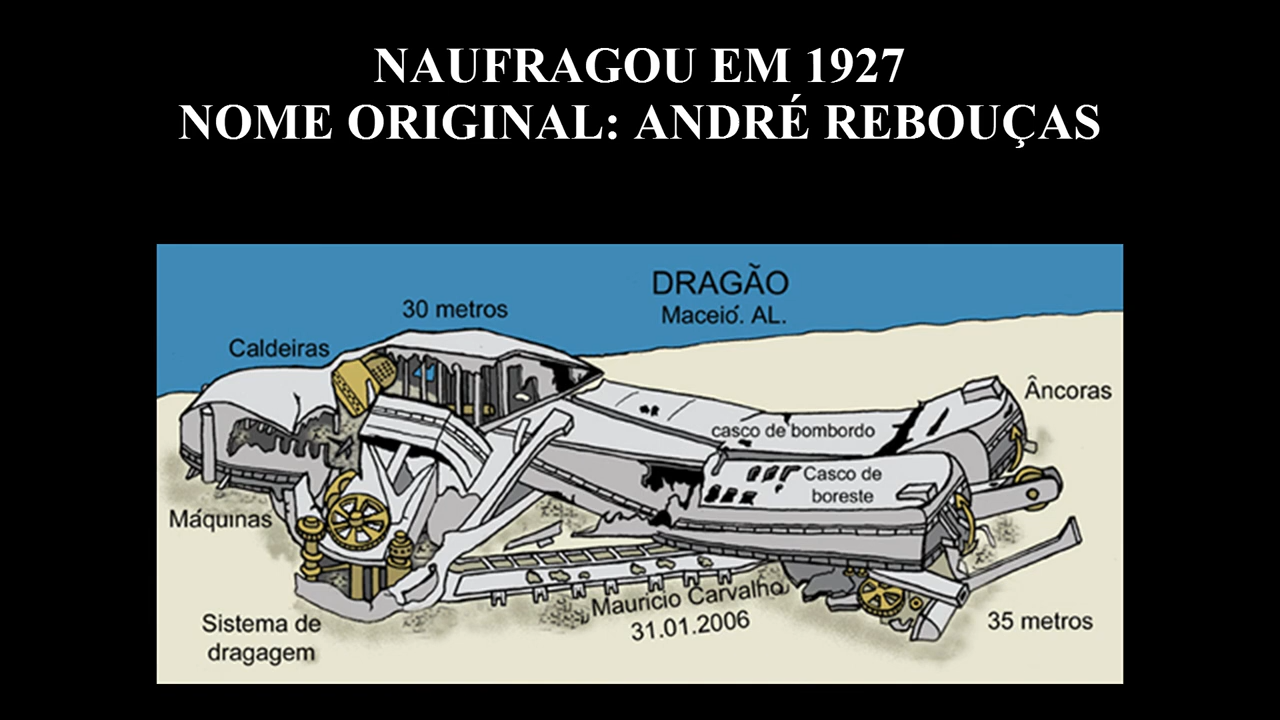 NAUFRAGOU EM 1927
NOME ORIGINAL: ANDRÉ REBOUÇAS
DRAGÃO
Maceió. AL.
30 metros
Caldeiras
Âncoras
casco de bombordo
Casco de
boreste
Máquinas
Mauricio Carvalho
31.01.2006
Sistema de
dragagem
35 metros